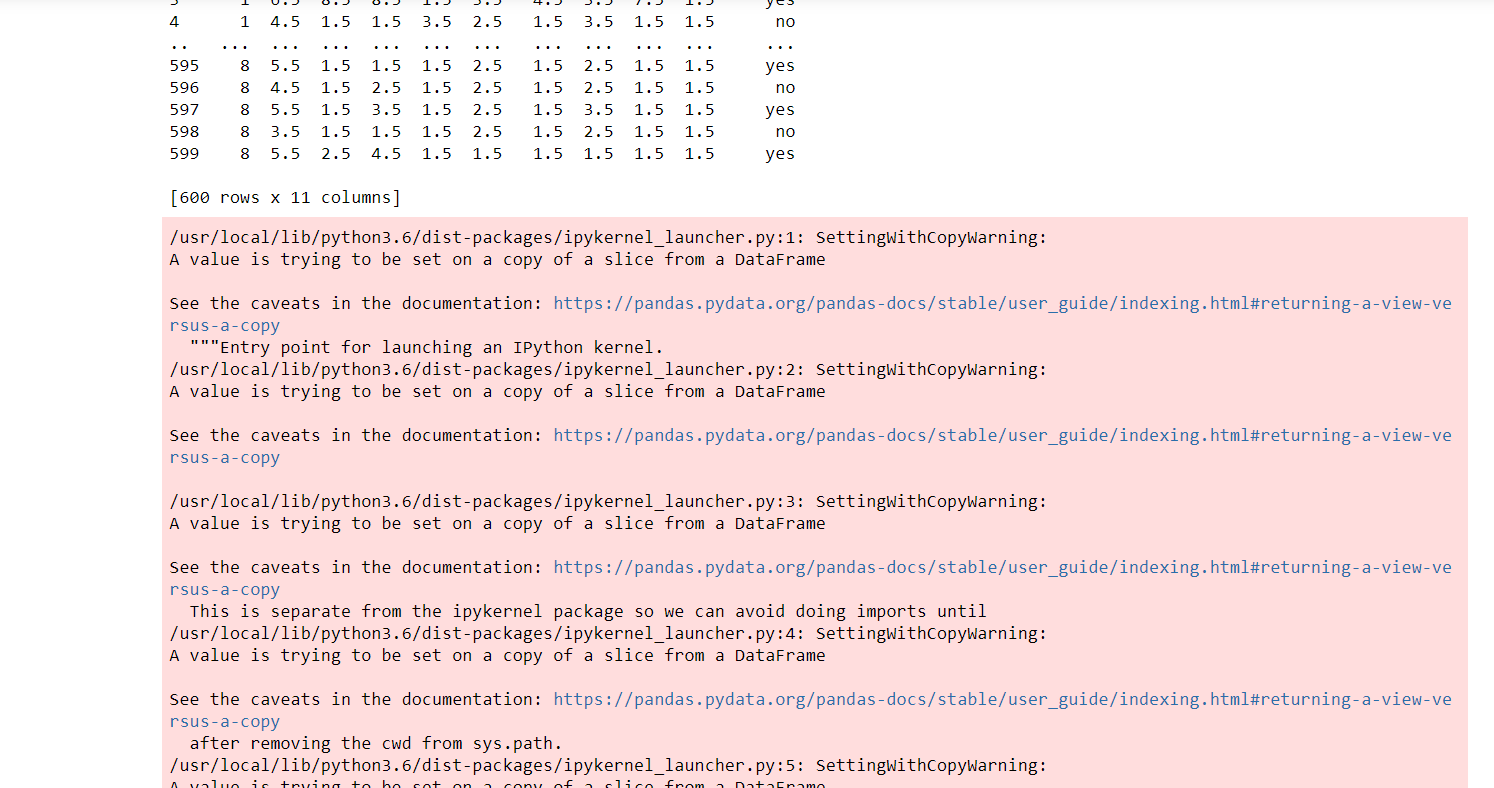 4 1 4.5 1.5 1.5 3.5 2.5 1.5 3.5 1.5 1.5 no
.. ... ... ... ... ... ... ... ... ... ... ...
595 8 5.5 1.5 1.5 1.5 2.5 1.5 2.5 1.5 1.5 yes
596 8 4.5 1.5 2.5 1.5 2.5 1.5 2.5 1.5 1.5 no
597 8 5.5 1.5 3.5 1.5 2.5 1.5 3.5 1.5 1.5 yes
598 8 3.5 1.5 1.5 1.5 2.5 1.5 2.5 1.5 1.5 no
599 8 5.5 2.5 4.5 1.5 1.5 1.5 1.5 1.5 1.5 yes
[600 rows x 11 columns]
/usr/local/lib/python3.6/dist-packages/ipykernel_launcher.py:1: SettingWithCopyWarning:
A value is trying to be set on a copy of a slice from a DataFrame
See the caveats in the documentation: https://pandas.pydata.org/pandas-docs/stable/user_guide/indexing.html#returning-a-view-ve
rsus-a-copy
"""Entry point for launching an IPython kernel.
/usr/local/lib/python3.6/dist-packages/ipykernel_launcher.py:2: SettingWithCopyWarning:
A value is trying to be set on a copy of a slice from a DataFrame
See the caveats in the documentation: https://pandas.pydata.org/pandas-docs/stable/user_guide/indexing.html#returning-a-view-ve
rsus-a-copy
/usr/local/lib/python3.6/dist-packages/ipykernel_launcher.py:3: SettingWithCopyWarning:
A value is trying to be set on a copy of a slice from a DataFrame
See the caveats in the documentation: https://pandas.pydata.org/pandas-docs/stable/user_guide/indexing.html#returning-a-view-ve
rsus-a-copy
This is separate from the ipykernel package so we can avoid doing imports until
/usr/local/lib/python3.6/dist-packages/ipykernel_launcher.py:4: SettingWithCopyWarning:
A value is trying to be set on a copy of a slice from a DataFrame
See the caveats in the documentation: https://pandas.pydata.org/pandas-docs/stable/user_guide/indexing.html#returning-a-view-ve
rsus-a-copy
after removing the cwd from sys.path.
/usr/local/lib/python3.6/dist-packages/ipykernel_launcher.py:5: SettingWithCopyWarning:
A value is trying to be set on a copy of a slice from a DataFrame